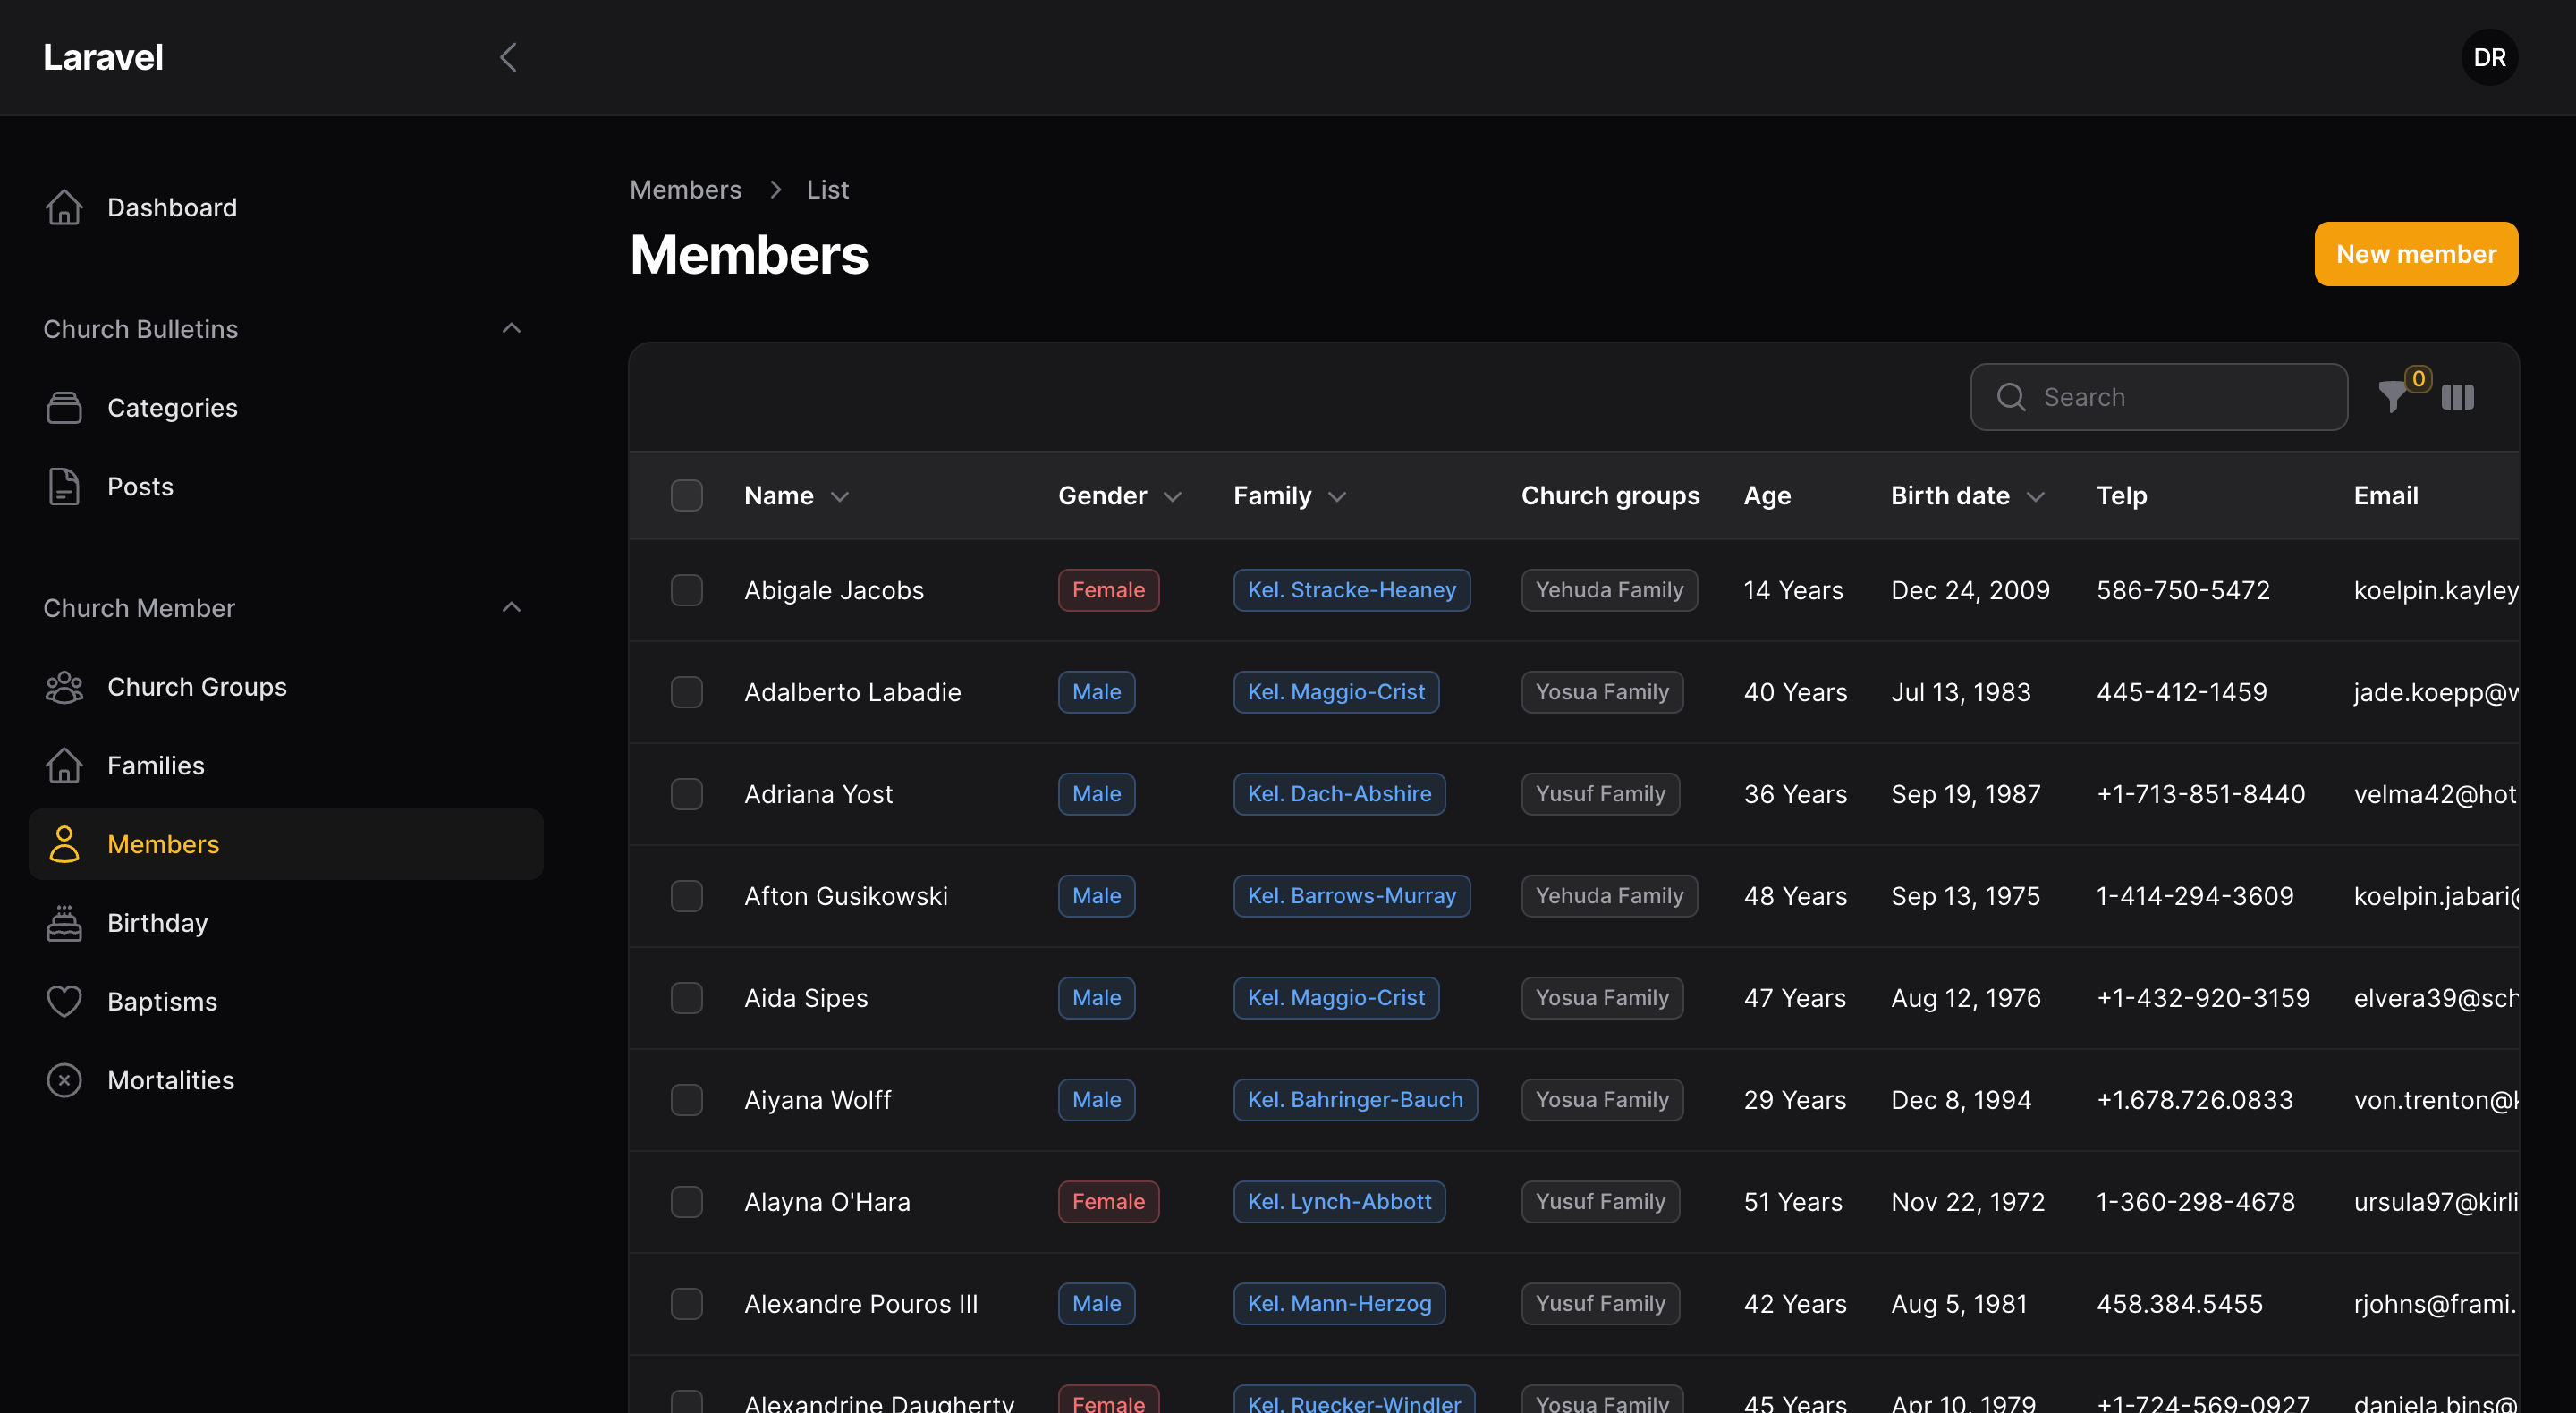 Laravel
DR
Dashboard
Church Bulletins
Categories
Posts
Church Member
Church Groups
Families
Members
Birthday
Baptisms
Mortalities
Members > List
Members
New member
Search
0
Name Gender Family Church groups Age Birth date Telp Email
Abigale Jacobs Female Kel. Stracke-Heaney Yehuda Family 14 Years Dec 24, 2009 586-750-5472 koelpin.kayley
Adalberto Labadie Male Kel. Maggio-Crist Yosua Family 40 Years Jul 13, 1983 445-412-1459 jade.koepp@w
Adriana Yost Male Kel. Dach-Abshire Yusuf Family 36 Years Sep 19, 1987 +1-713-851-8440 velma42@hot
Afton Gusikowski Male Kel. Barrows-Murray Yehuda Family 48 Years Sep 13, 1975 1-414-294-3609 koelpin.jabari@
Aida Sipes Male Kel. Maggio-Crist Yosua Family 47 Years Aug 12, 1976 +1-432-920-3159 elvera39@sch
Aiyana Wolff Male Kel. Bahringer-Bauch Yosua Family 29 Years Dec 8, 1994 +1.678.726.0833 von.trenton@k
Alayna O'Hara Female Kel. Lynch-Abbott Yusuf Family 51 Years Nov 22, 1972 1-360-298-4678 ursula97@kirli
Alexandre Pouros III Male Kel. Mann-Herzog Yusuf Family 42 Years Aug 5, 1981 458.384.5455 rjohns@frami.
Alexandrine Daugherty Female Kel. Ruecker-Windler Yosua Family 45 Years Apr 10, 1979 +1-724-569-0927 daniela.bins@